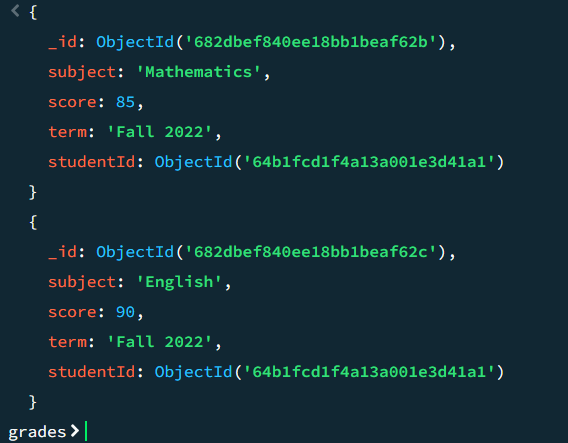 < {
_id: ObjectId('682dbef840ee18bb1beaf62b'),
subject: 'Mathematics',
score: 85,
term: 'Fall 2022',
studentId: ObjectId('64b1fcd1f4a13a001e3d41a1')
}
{
_id: ObjectId('682dbef840ee18bb1beaf62c'),
subject: 'English',
score: 90,
term: 'Fall 2022',
studentId: ObjectId('64b1fcd1f4a13a001e3d41a1')
}
grades>